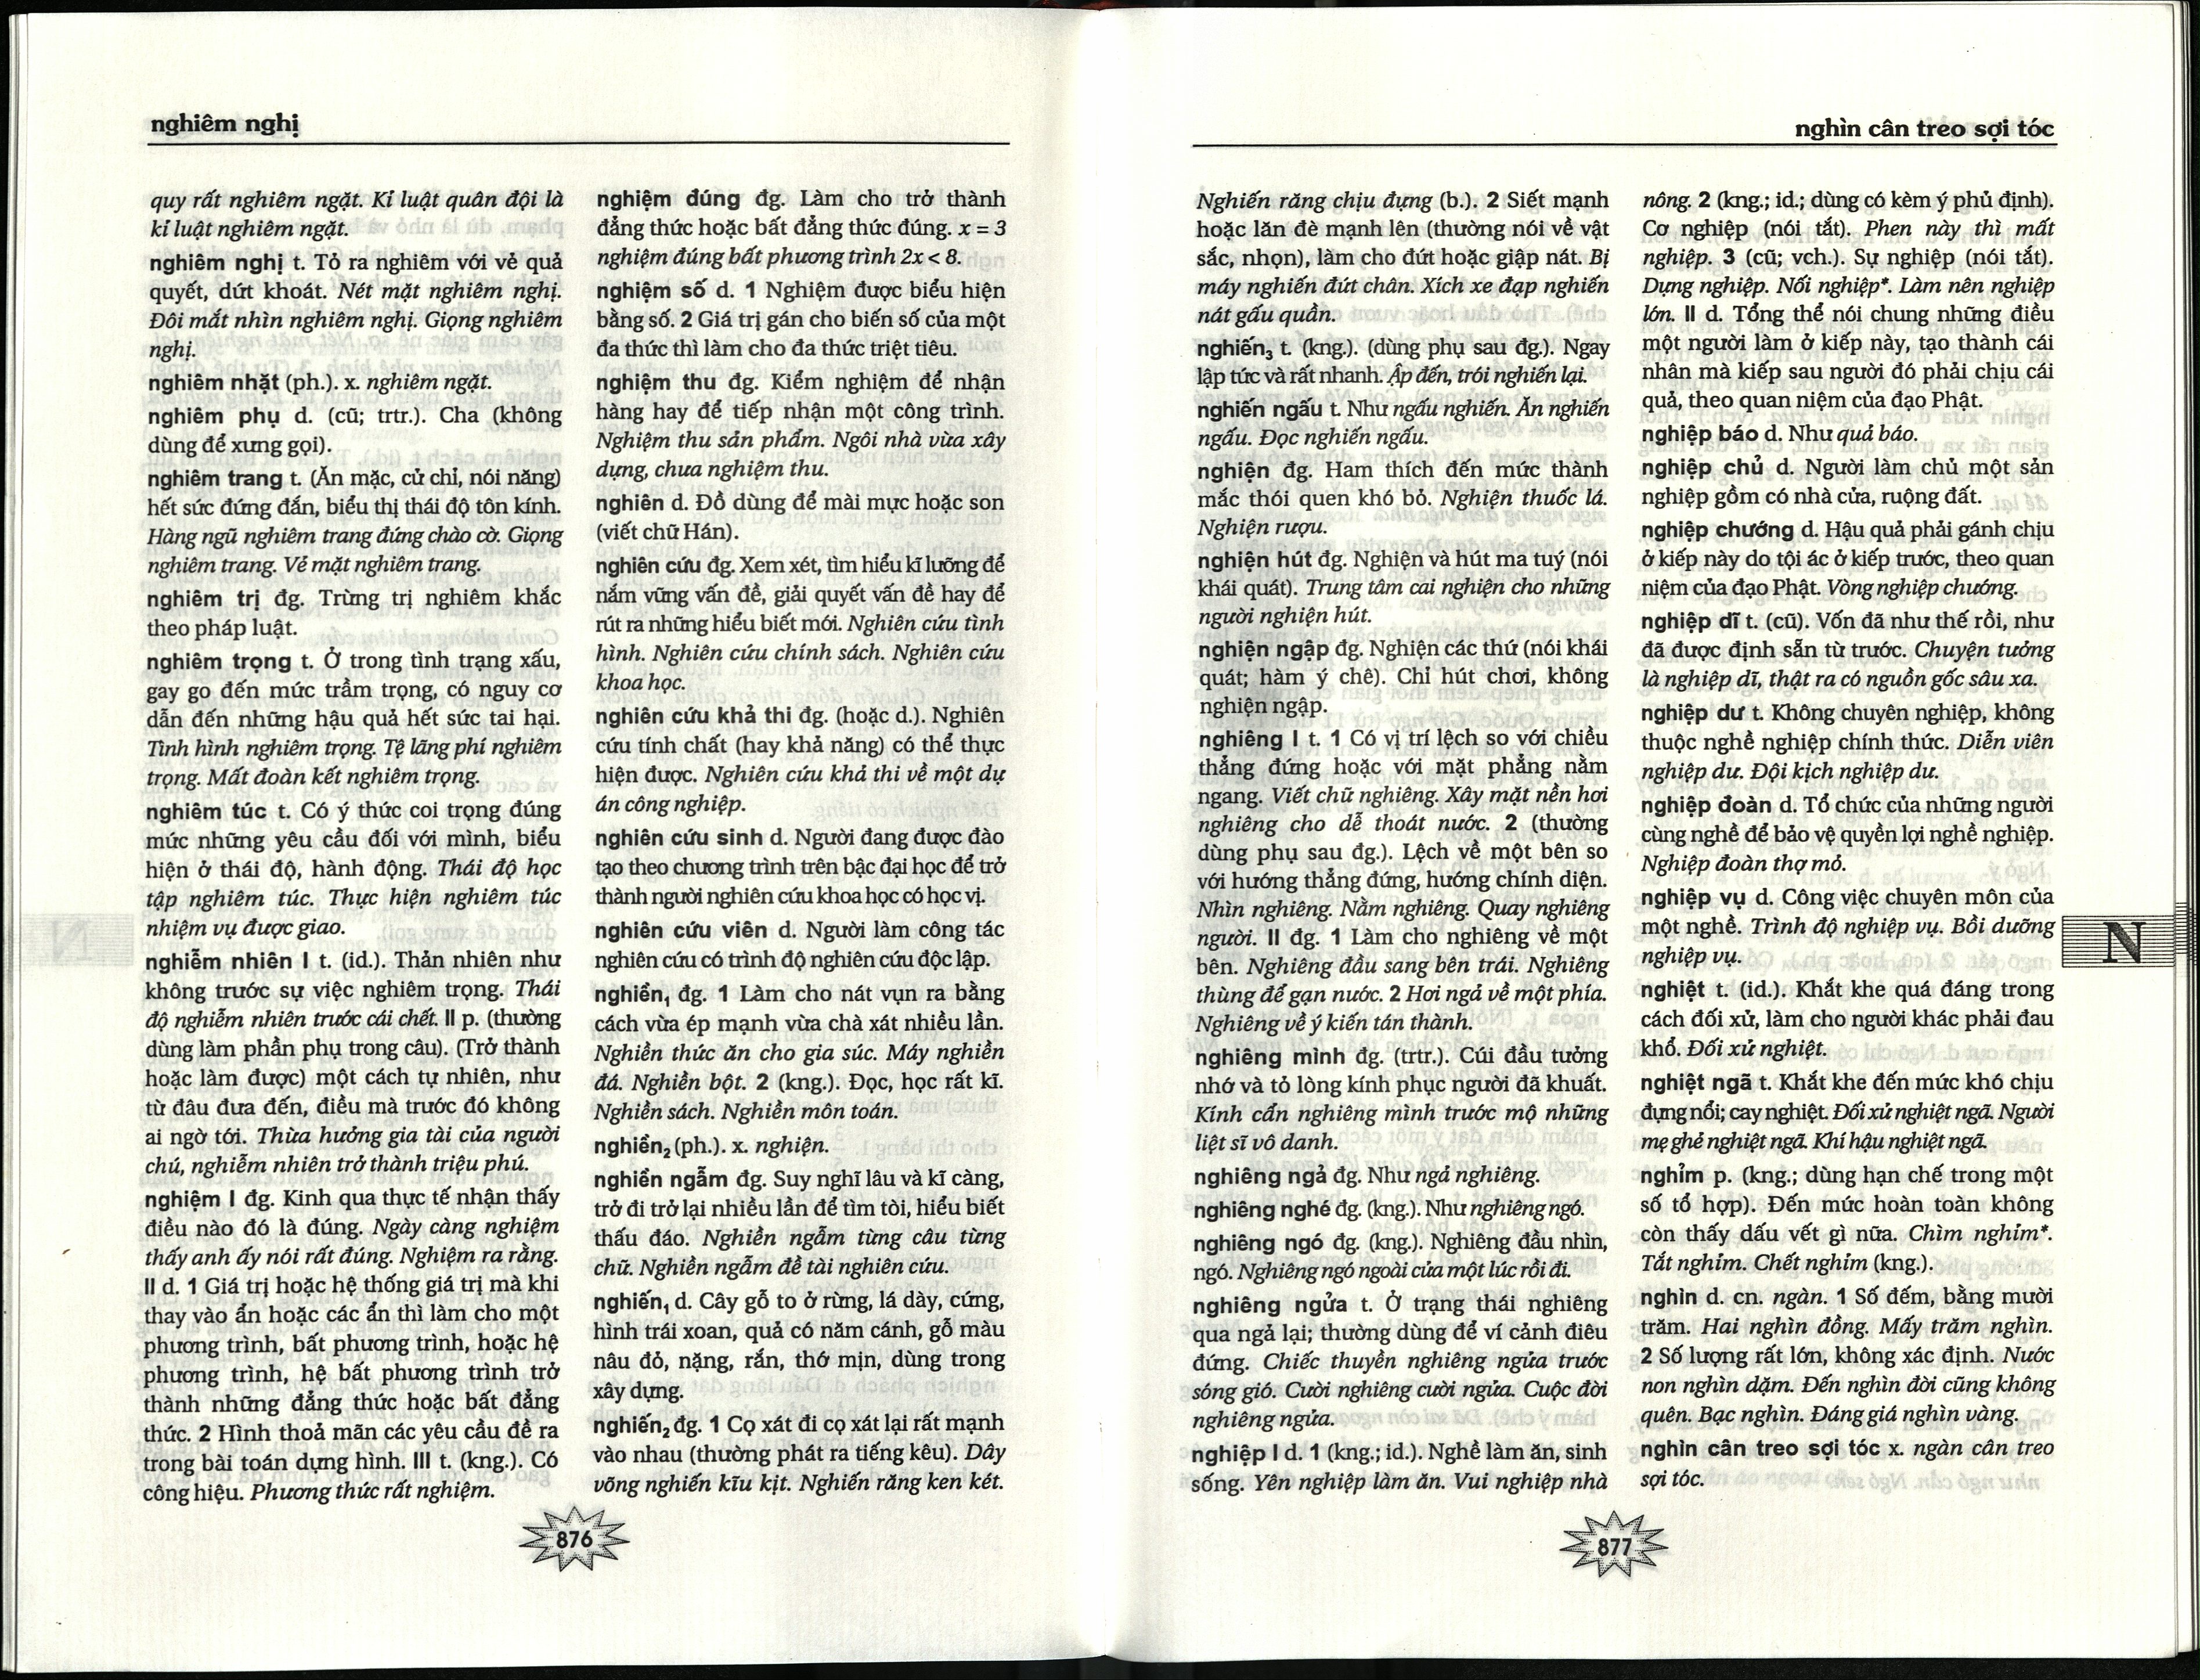 nghiêm nghị
quy rất nghiêm ngặt. Kỉ luật quân đội là
kỉ luật nghiêm ngặt.
nghiêm nghị t. Tỏ ra nghiêm với vẻ quả
quyết, dứt khoát. Nét mặt nghiêm nghị.
Đôi mắt nhìn nghiêm nghị. Giọng nghiêm
nghị.
nghiêm nhặt (ph.). x. nghiêm ngặt.
nghiêm phụ d. (cũ; trtr.). Cha (không
dùng để xưng gọi).
nghiêm trang t. (Ăn mặc, cử chỉ, nói năng)
hết sức đứng đắn, biểu thị thái độ tôn kính.
Hàng ngũ nghiêm trang đứng chào cờ. Giọng
nghiêm trang. Vẻ mặt nghiêm trang.
nghiêm trị đg. Trừng trị nghiêm khắc
theo pháp luật.
nghiêm trọng t. Ở trong tình trạng xấu,
gay go đến mức trầm trọng, có nguy cơ
dẫn đến những hậu quả hết sức tai hại.
Tình hình nghiêm trọng. Tệ lãng phí nghiêm
trọng. Mất đoàn kết nghiêm trọng.
nghiêm túc t. Có ý thức coi trọng đúng
mức những yêu cầu đối với mình, biểu
hiện ở thái độ, hành động. Thái độ học
tập nghiêm túc. Thực hiện nghiêm túc
nhiệm vụ được giao.
nghiễm nhiên I t. (id.). Thản nhiên như
không trước sự việc nghiêm trọng. Thái
độ nghiễm nhiên trước cái chết. II p. (thường
dùng làm phần phụ trong câu). (Trở thành
hoặc làm được) một cách tự nhiên, như
từ đâu đưa đến, điều mà trước đó không
ai ngờ tới. Thừa hưởng gia tài của người
chú, nghiễm nhiên trở thành triệu phú.
nghiệm I đg. Kinh qua thực tế nhận thấy
điều nào đó là đúng. Ngày càng nghiệm
thấy anh ấy nói rất đúng. Nghiệm ra rằng.
II d. 1 Giá trị hoặc hệ thống giá trị mà khi
thay vào ẩn hoặc các ẩn thì làm cho một
phương trình, bất phương trình, hoặc hệ
phương trình, hệ bất phương trình trở
thành những đẳng thức hoặc bất đẳng
thức. 2 Hình thoả mãn các yêu cầu đề ra
trong bài toán dựng hình. III t. (kng.). Có
công hiệu. Phương thức rất nghiệm.
nghiệm đúng đg. Làm cho trở thành
đẳng thức hoặc bất đẳng thức đúng. x = 3
nghiệm đúng bất phương trình 2x < 8.
nghiệm số d. 1 Nghiệm được biểu hiện
bằng số. 2 Giá trị gán cho biến số của một
đa thức thì làm cho đa thức triệt tiêu.
nghiệm thu đg. Kiểm nghiệm để nhận
hàng hay để tiếp nhận một công trình.
Nghiệm thu sản phẩm. Ngôi nhà vừa xây
dựng, chưa nghiệm thu.
nghiên d. Đồ dùng để mài mực hoặc son
(viết chữ Hán).
nghiên cứu đg. Xem xét, tìm hiểu kĩ lưỡng để
nắm vững vấn đề, giải quyết vấn đề hay để
rút ra những hiểu biết mới. Nghiên cứu tình
hình. Nghiên cứu chính sách. Nghiên cứu
khoa học.
nghiên cứu khả thi đg. (hoặc d.). Nghiên
cứu tính chất (hay khả năng) có thể thực
hiện được. Nghiên cứu khả thi về một dự
án công nghiệp.
nghiên cứu sinh d. Người đang được đào
tạo theo chương trình trên bậc đại học để trở
thành người nghiên cứu khoa học có học vị.
nghiên cứu viên d. Người làm công tác
nghiên cứu có trình độ nghiên cứu độc lập.
nghiền₁ đg. 1 Làm cho nát vụn ra bằng
cách vừa ép mạnh vừa chà xát nhiều lần.
Nghiền thức ăn cho gia súc. Máy nghiền
đá. Nghiền bột. 2 (kng.). Đọc, học rất kĩ.
Nghiền sách. Nghiền môn toán.
nghiền₂ (ph.). x. nghiện.
nghiền ngẫm đg. Suy nghĩ lâu và kĩ càng,
trở đi trở lại nhiều lần để tìm tòi, hiểu biết
thấu đáo. Nghiền ngẫm từng câu từng
chữ. Nghiền ngẫm đề tài nghiên cứu.
nghiến₁ d. Cây gỗ to ở rừng, lá dày, cứng,
hình trái xoan, quả có năm cánh, gỗ màu
nâu đỏ, nặng, rắn, thớ mịn, dùng trong
xây dựng.
nghiến₂ đg. 1 Cọ xát đi cọ xát lại rất mạnh
vào nhau (thường phát ra tiếng kêu). Dây
võng nghiến kĩu kịt. Nghiến răng ken két.
876
nghìn cân treo sợi tóc
Nghiến răng chịu đựng (b.). 2 Siết mạnh
hoặc lăn đè mạnh lên (thường nói về vật
sắc, nhọn), làm cho đứt hoặc giập nát. Bị
máy nghiến đứt chân. Xích xe đạp nghiến
nát gấu quần.
nghiến₃ t. (kng.). (dùng phụ sau đg.). Ngay
lập tức và rất nhanh. Ập đến, trói nghiến lại.
nghiến ngấu t. Như ngấu nghiến. Ăn nghiến
ngấu. Đọc nghiến ngấu.
nghiện đg. Ham thích đến mức thành
mắc thói quen khó bỏ. Nghiện thuốc lá.
Nghiện rượu.
nghiện hút đg. Nghiện và hút ma tuý (nói
khái quát). Trung tâm cai nghiện cho những
người nghiện hút.
nghiện ngập đg. Nghiện các thứ (nói khái
quát; hàm ý chê). Chỉ hút chơi, không
nghiện ngập.
nghiêng I t. 1 Có vị trí lệch so với chiều
thẳng đứng hoặc với mặt phẳng nằm
ngang. Viết chữ nghiêng. Xây mặt nền hơi
nghiêng cho dễ thoát nước. 2 (thường
dùng phụ sau đg.). Lệch về một bên so
với hướng thẳng đứng, hướng chính diện.
Nhìn nghiêng. Nằm nghiêng. Quay nghiêng
người. II đg. 1 Làm cho nghiêng về một
bên. Nghiêng đầu sang bên trái. Nghiêng
thùng để gạn nước. 2 Hơi ngả về một phía.
Nghiêng về ý kiến tán thành.
nghiêng mình đg. (trtr.). Cúi đầu tưởng
nhớ và tỏ lòng kính phục người đã khuất.
Kính cẩn nghiêng mình trước mộ những
liệt sĩ vô danh.
nghiêng ngả đg. Như ngả nghiêng.
nghiêng nghé đg. (kng.). Như nghiêng ngó.
nghiêng ngó đg. (kng.). Nghiêng đầu nhìn,
ngó. Nghiêng ngó ngoài cửa một lúc rồi đi.
nghiêng ngửa t. Ở trạng thái nghiêng
qua ngả lại; thường dùng để ví cảnh điêu
đứng. Chiếc thuyền nghiêng ngửa trước
sóng gió. Cười nghiêng cười ngửa. Cuộc đời
nghiêng ngửa.
nghiệp I d. 1 (kng.; id.). Nghề làm ăn, sinh
sống. Yên nghiệp làm ăn. Vui nghiệp nhà
nông. 2 (kng.; id.; dùng có kèm ý phủ định).
Cơ nghiệp (nói tắt). Phen này thì mất
nghiệp. 3 (cũ; vch.). Sự nghiệp (nói tắt).
Dựng nghiệp. Nối nghiệp*. Làm nên nghiệp
lớn. II d. Tổng thể nói chung những điều
một người làm ở kiếp này, tạo thành cái
nhân mà kiếp sau người đó phải chịu cái
quả, theo quan niệm của đạo Phật.
nghiệp báo d. Như quả báo.
nghiệp chủ d. Người làm chủ một sản
nghiệp gồm có nhà cửa, ruộng đất.
nghiệp chướng d. Hậu quả phải gánh chịu
ở kiếp này do tội ác ở kiếp trước, theo quan
niệm của đạo Phật. Vòng nghiệp chướng.
nghiệp dĩ t. (cũ). Vốn đã như thế rồi, như
đã được định sẵn từ trước. Chuyện tưởng
là nghiệp dĩ, thật ra có nguồn gốc sâu xa.
nghiệp dư t. Không chuyên nghiệp, không
thuộc nghề nghiệp chính thức. Diễn viên
nghiệp dư. Đội kịch nghiệp dư.
nghiệp đoàn d. Tổ chức của những người
cùng nghề để bảo vệ quyền lợi nghề nghiệp.
Nghiệp đoàn thợ mỏ.
nghiệp vụ d. Công việc chuyên môn của
một nghề. Trình độ nghiệp vụ. Bồi dưỡng
nghiệp vụ.
nghiệt t. (id.). Khắt khe quá đáng trong
cách đối xử, làm cho người khác phải đau
khổ. Đối xử nghiệt.
nghiệt ngã t. Khắt khe đến mức khó chịu
đựng nổi; cay nghiệt. Đối xử nghiệt ngã. Người
mẹ ghẻ nghiệt ngã. Khí hậu nghiệt ngã.
nghỉm p. (kng.; dùng hạn chế trong một
số tổ hợp). Đến mức hoàn toàn không
còn thấy dấu vết gì nữa. Chìm nghỉm*.
Tắt nghỉm. Chết nghỉm (kng.).
nghìn d. cn. ngàn. 1 Số đếm, bằng mười
trăm. Hai nghìn đồng. Mấy trăm nghìn.
2 Số lượng rất lớn, không xác định. Nước
non nghìn dặm. Đến nghìn đời cũng không
quên. Bạc nghìn. Đáng giá nghìn vàng.
nghìn cân treo sợi tóc x. ngàn cân treo
sợi tóc.
N
877